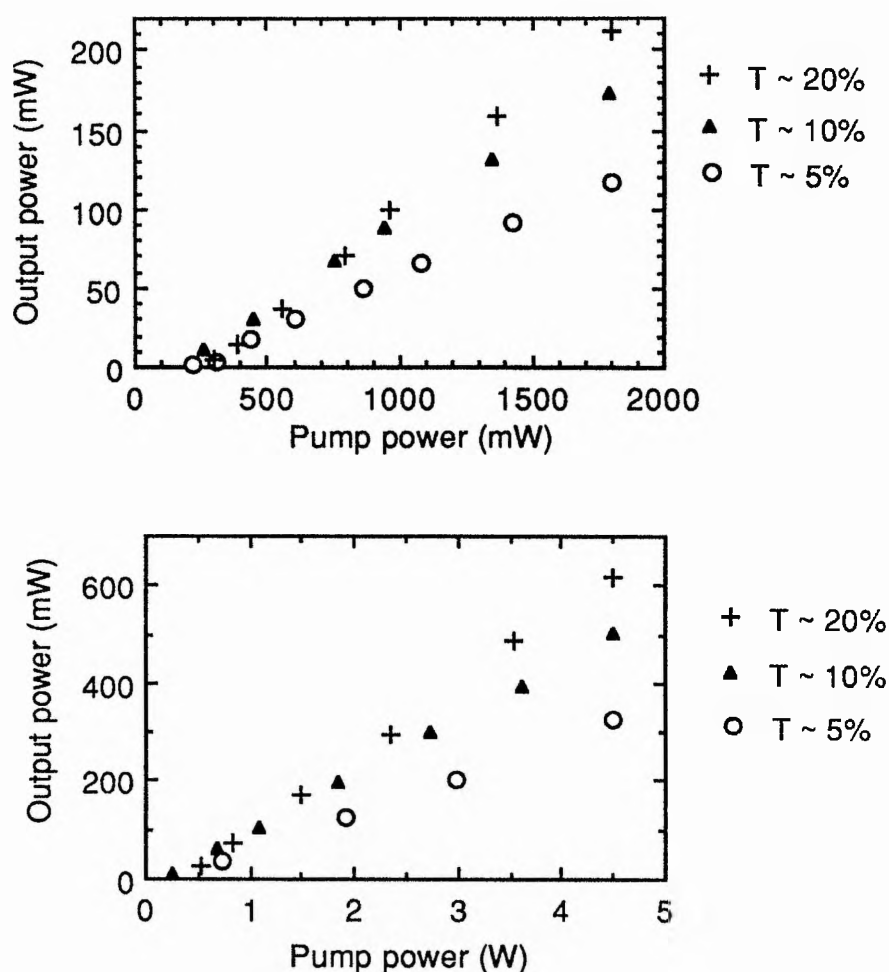 Output power (mW)
200
150
100
50
0
0 500 1000 1500 2000
Pump power (mW)
T ~ 20%
T ~ 10%
T ~ 5%
Output power (mW)
600
400
200
0
0 1 2 3 4 5
Pump power (W)
T ~ 20%
T ~ 10%
T ~ 5%